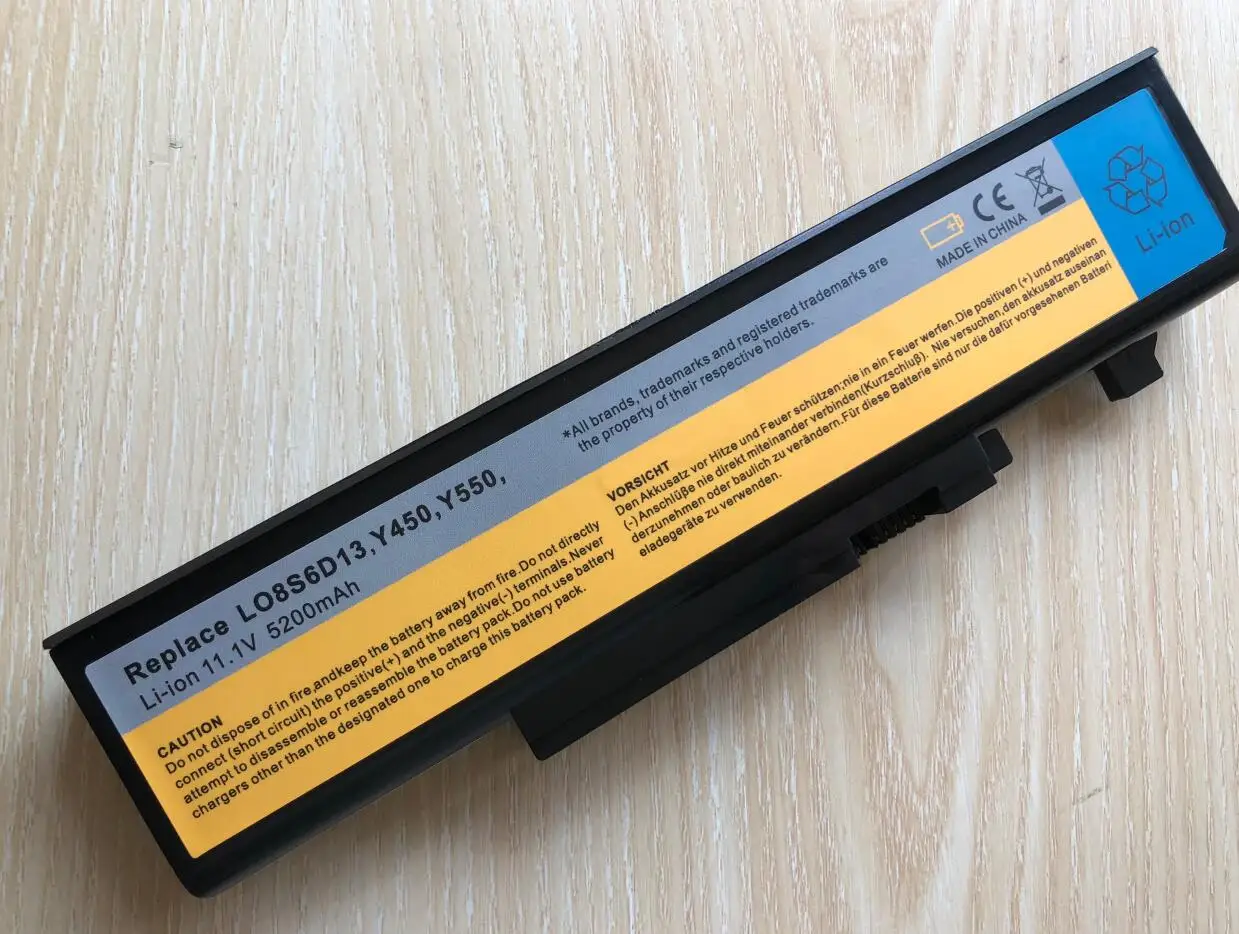 Replace LO8S6D13,Y450,Y550,
Li-ion 11.1V 5200mAh
*All brands, trademarks and registered trademarks are
the property of their respective holders.
CE
MADE IN CHINA
Li-ion
CAUTION
Do not dispose of in fire,andkeep the battery away from fire.Do not directly
connect (short circuit) the positive(+) and the negative(-) terminals.Never
attempt to disassemble or reassemble the battery pack.Do not use battery
chargers other than the designated one to charge this battery pack.
VORSICHT
Den Akkusatz vor Hitze und Feuer schützen;nie in ein Feuer werfen.Die positiven (+) und negativen
(-) Anschlüße nie direkt miteinander verbinden(Kurzschluß). Nie versuchen,den akkusatz auseinan
derzunehmen oder baulich zu verändern.Für diese Batterie sind nur die dafür vorgesehenen Batteri
eladegeräte zu verwenden.